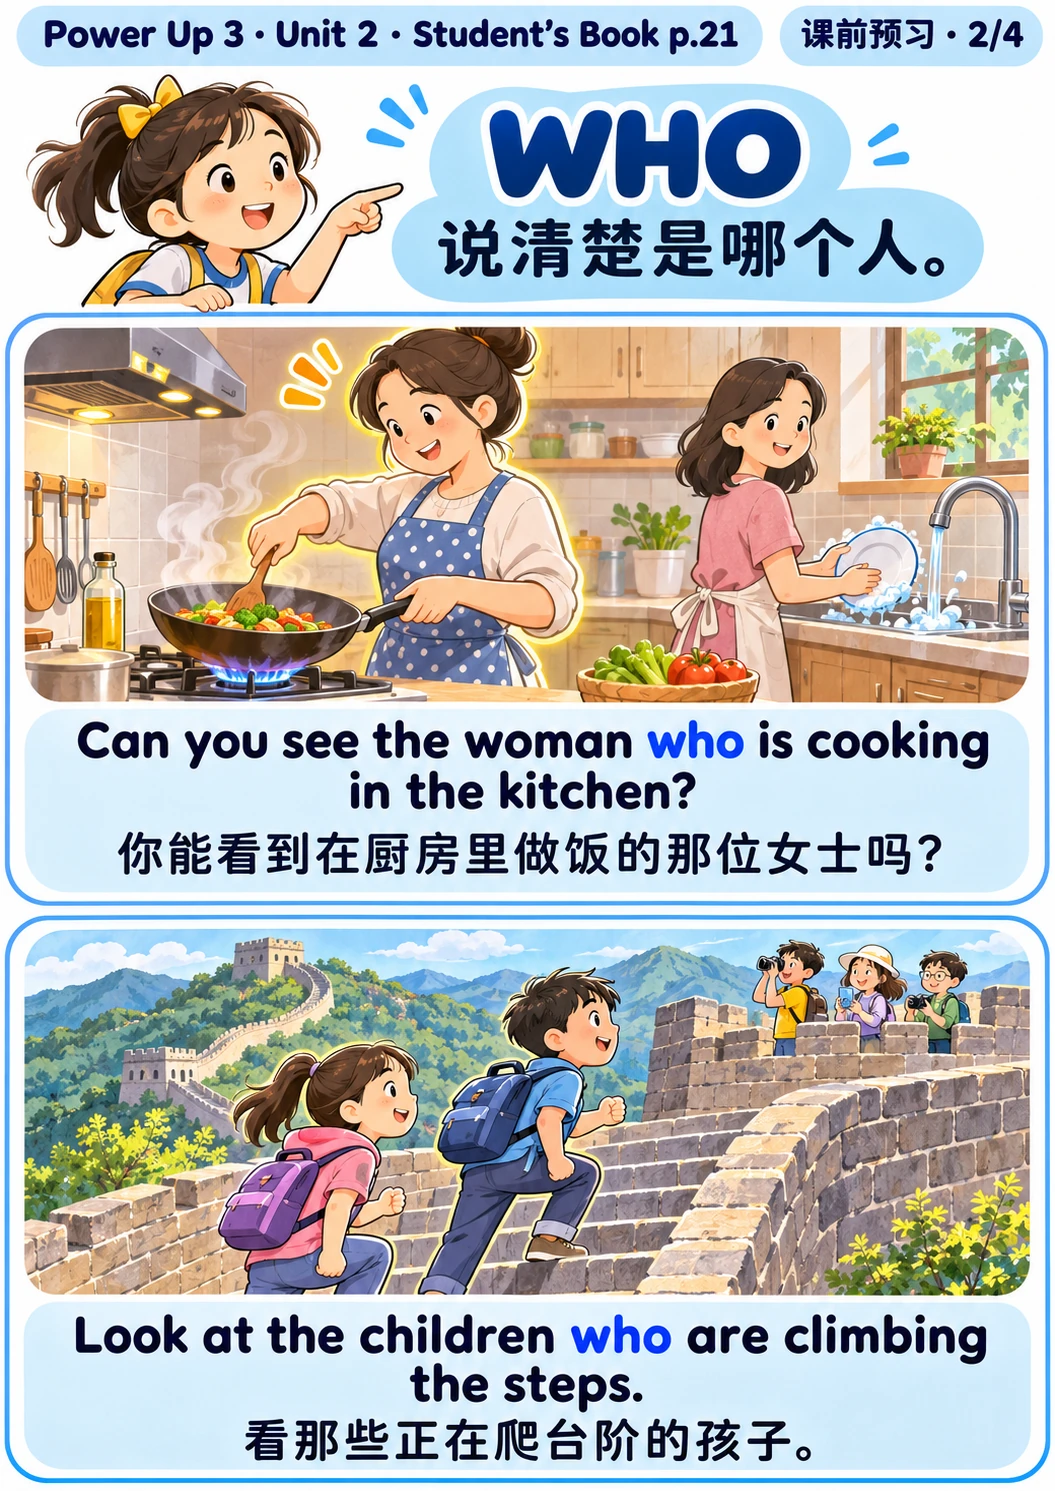 Power Up 3 · Unit 2 · Student's Book p.21
课前预习 · 2/4
WHO
说清楚是哪个人。
Can you see the woman who is cooking
in the kitchen?
你能看到在厨房里做饭的那位女士吗？
Look at the children who are climbing
the steps.
看那些正在爬台阶的孩子。